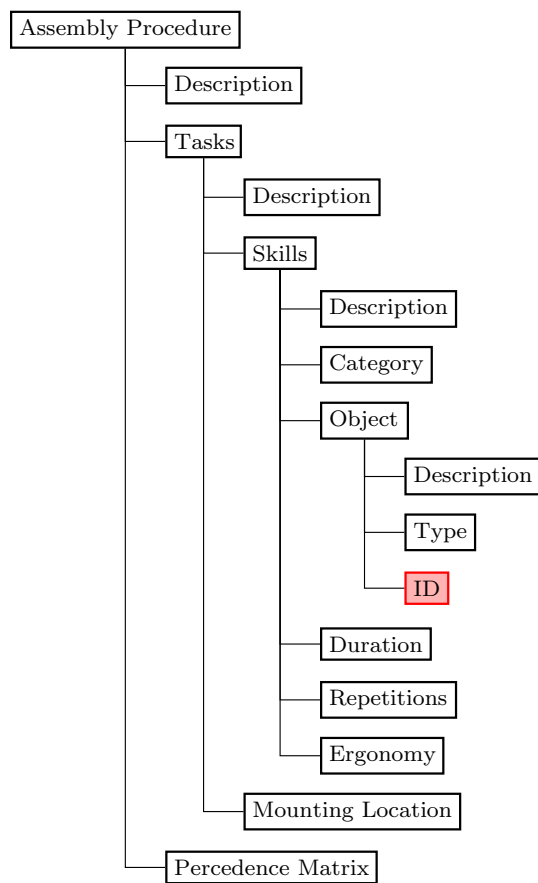 Assembly Procedure
Description
Tasks
Description
Skills
Description
Category
Object
Description
Type
ID
Duration
Repetitions
Ergonomy
Mounting Location
Percedence Matrix